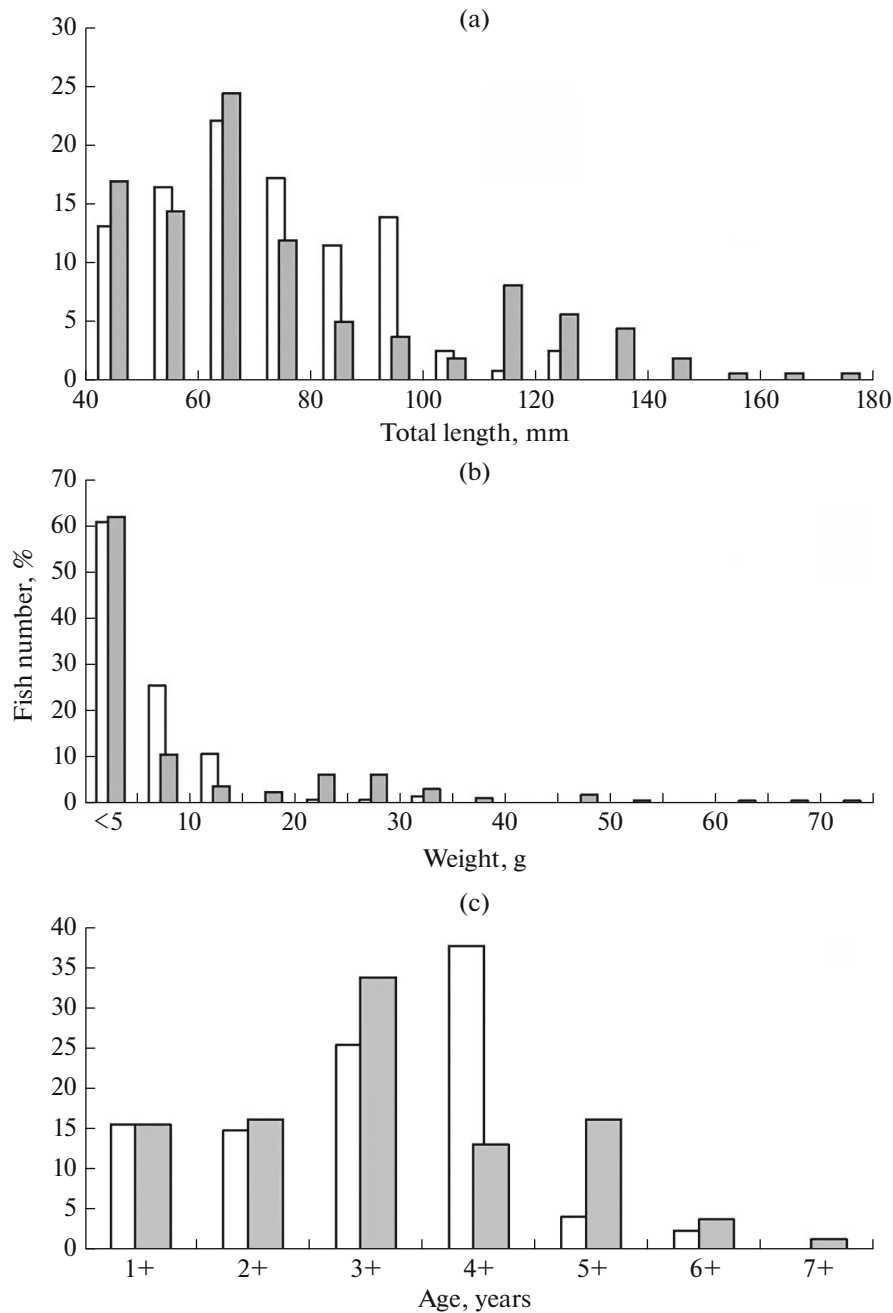 (a)
30
25
20
15
10
5
0
40 60 80 100 120 140 160 180
Total length, mm
(b)
70
60
50
40
30
20
10
0
Fish number, %
<5 10 20 30 40 50 60 70
Weight, g
(c)
40
35
30
25
20
15
10
5
0
1+ 2+ 3+ 4+ 5+ 6+ 7+
Age, years